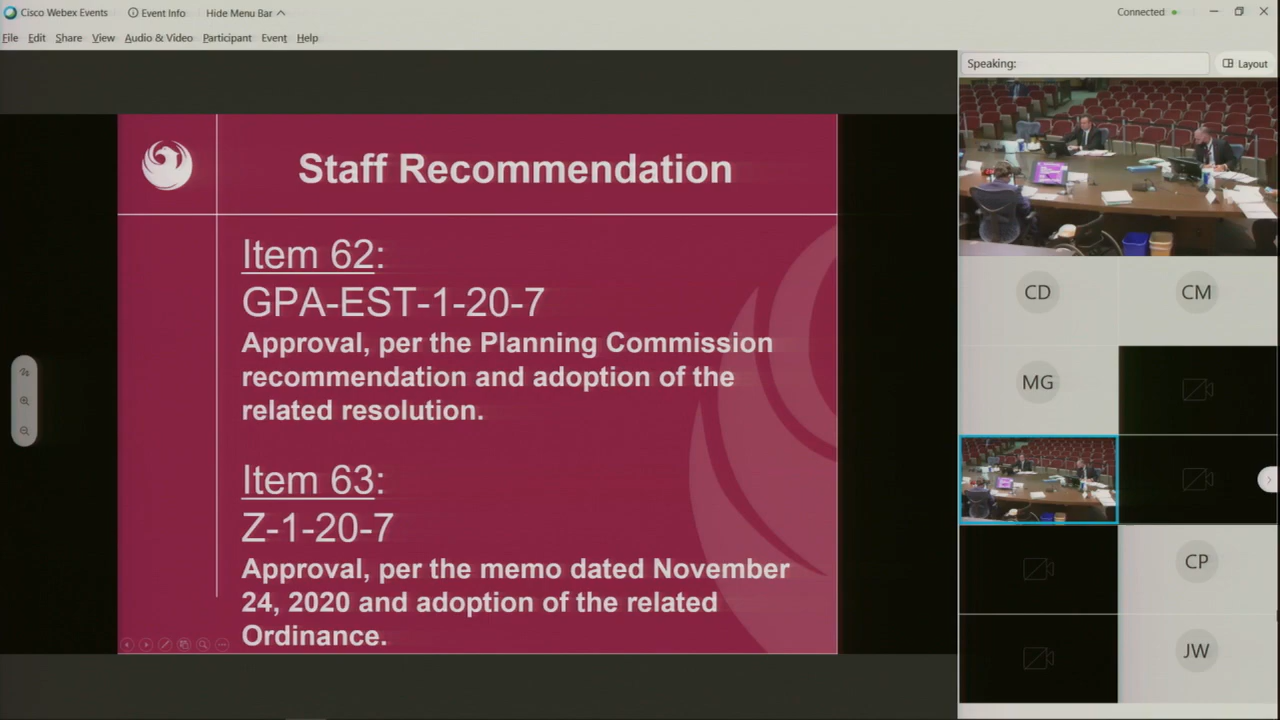 Cisco Webex Events
Event Info
Hide Menu Bar
Connected
File Edit Share View Audio & Video Participant Event Help
Speaking:
Layout
Staff Recommendation
Item 62:
GPA-EST-1-20-7
Approval, per the Planning Commission
recommendation and adoption of the
related resolution.
Item 63:
Z-1-20-7
Approval, per the memo dated November
24, 2020 and adoption of the related
Ordinance.
CD
CM
MG
CP
JW